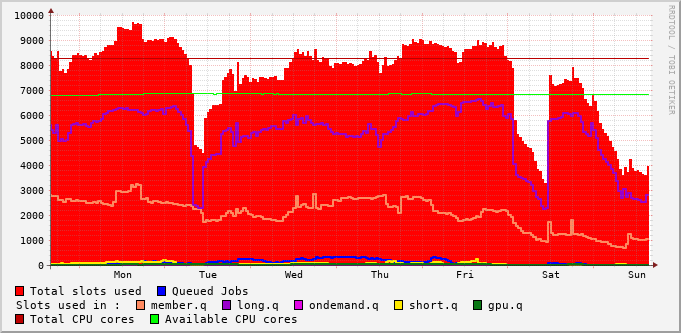 10000
9000
8000
7000
6000
5000
4000
3000
2000
1000
0
Mon Tue Wed Thu Fri Sat Sun
RRDTOOL / TOBI OETIKER
Total slots used Queued Jobs
Slots used in : member.q long.q ondemand.q short.q gpu.q
Total CPU cores Available CPU cores